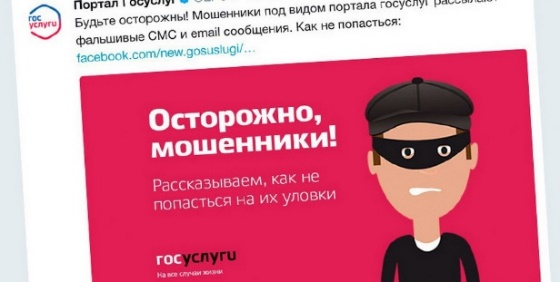 гос
услуги
Портал Госуслуг
Будьте осторожны! Мошенники под видом портала госуслуг рассылают
фальшивые СМС и email сообщения. Как не попасться:
facebook.com/new.gosuslugi/…
Осторожно,
мошенники!
Рассказываем, как не
попасться на их уловки
госуслуги
На все случаи жизни